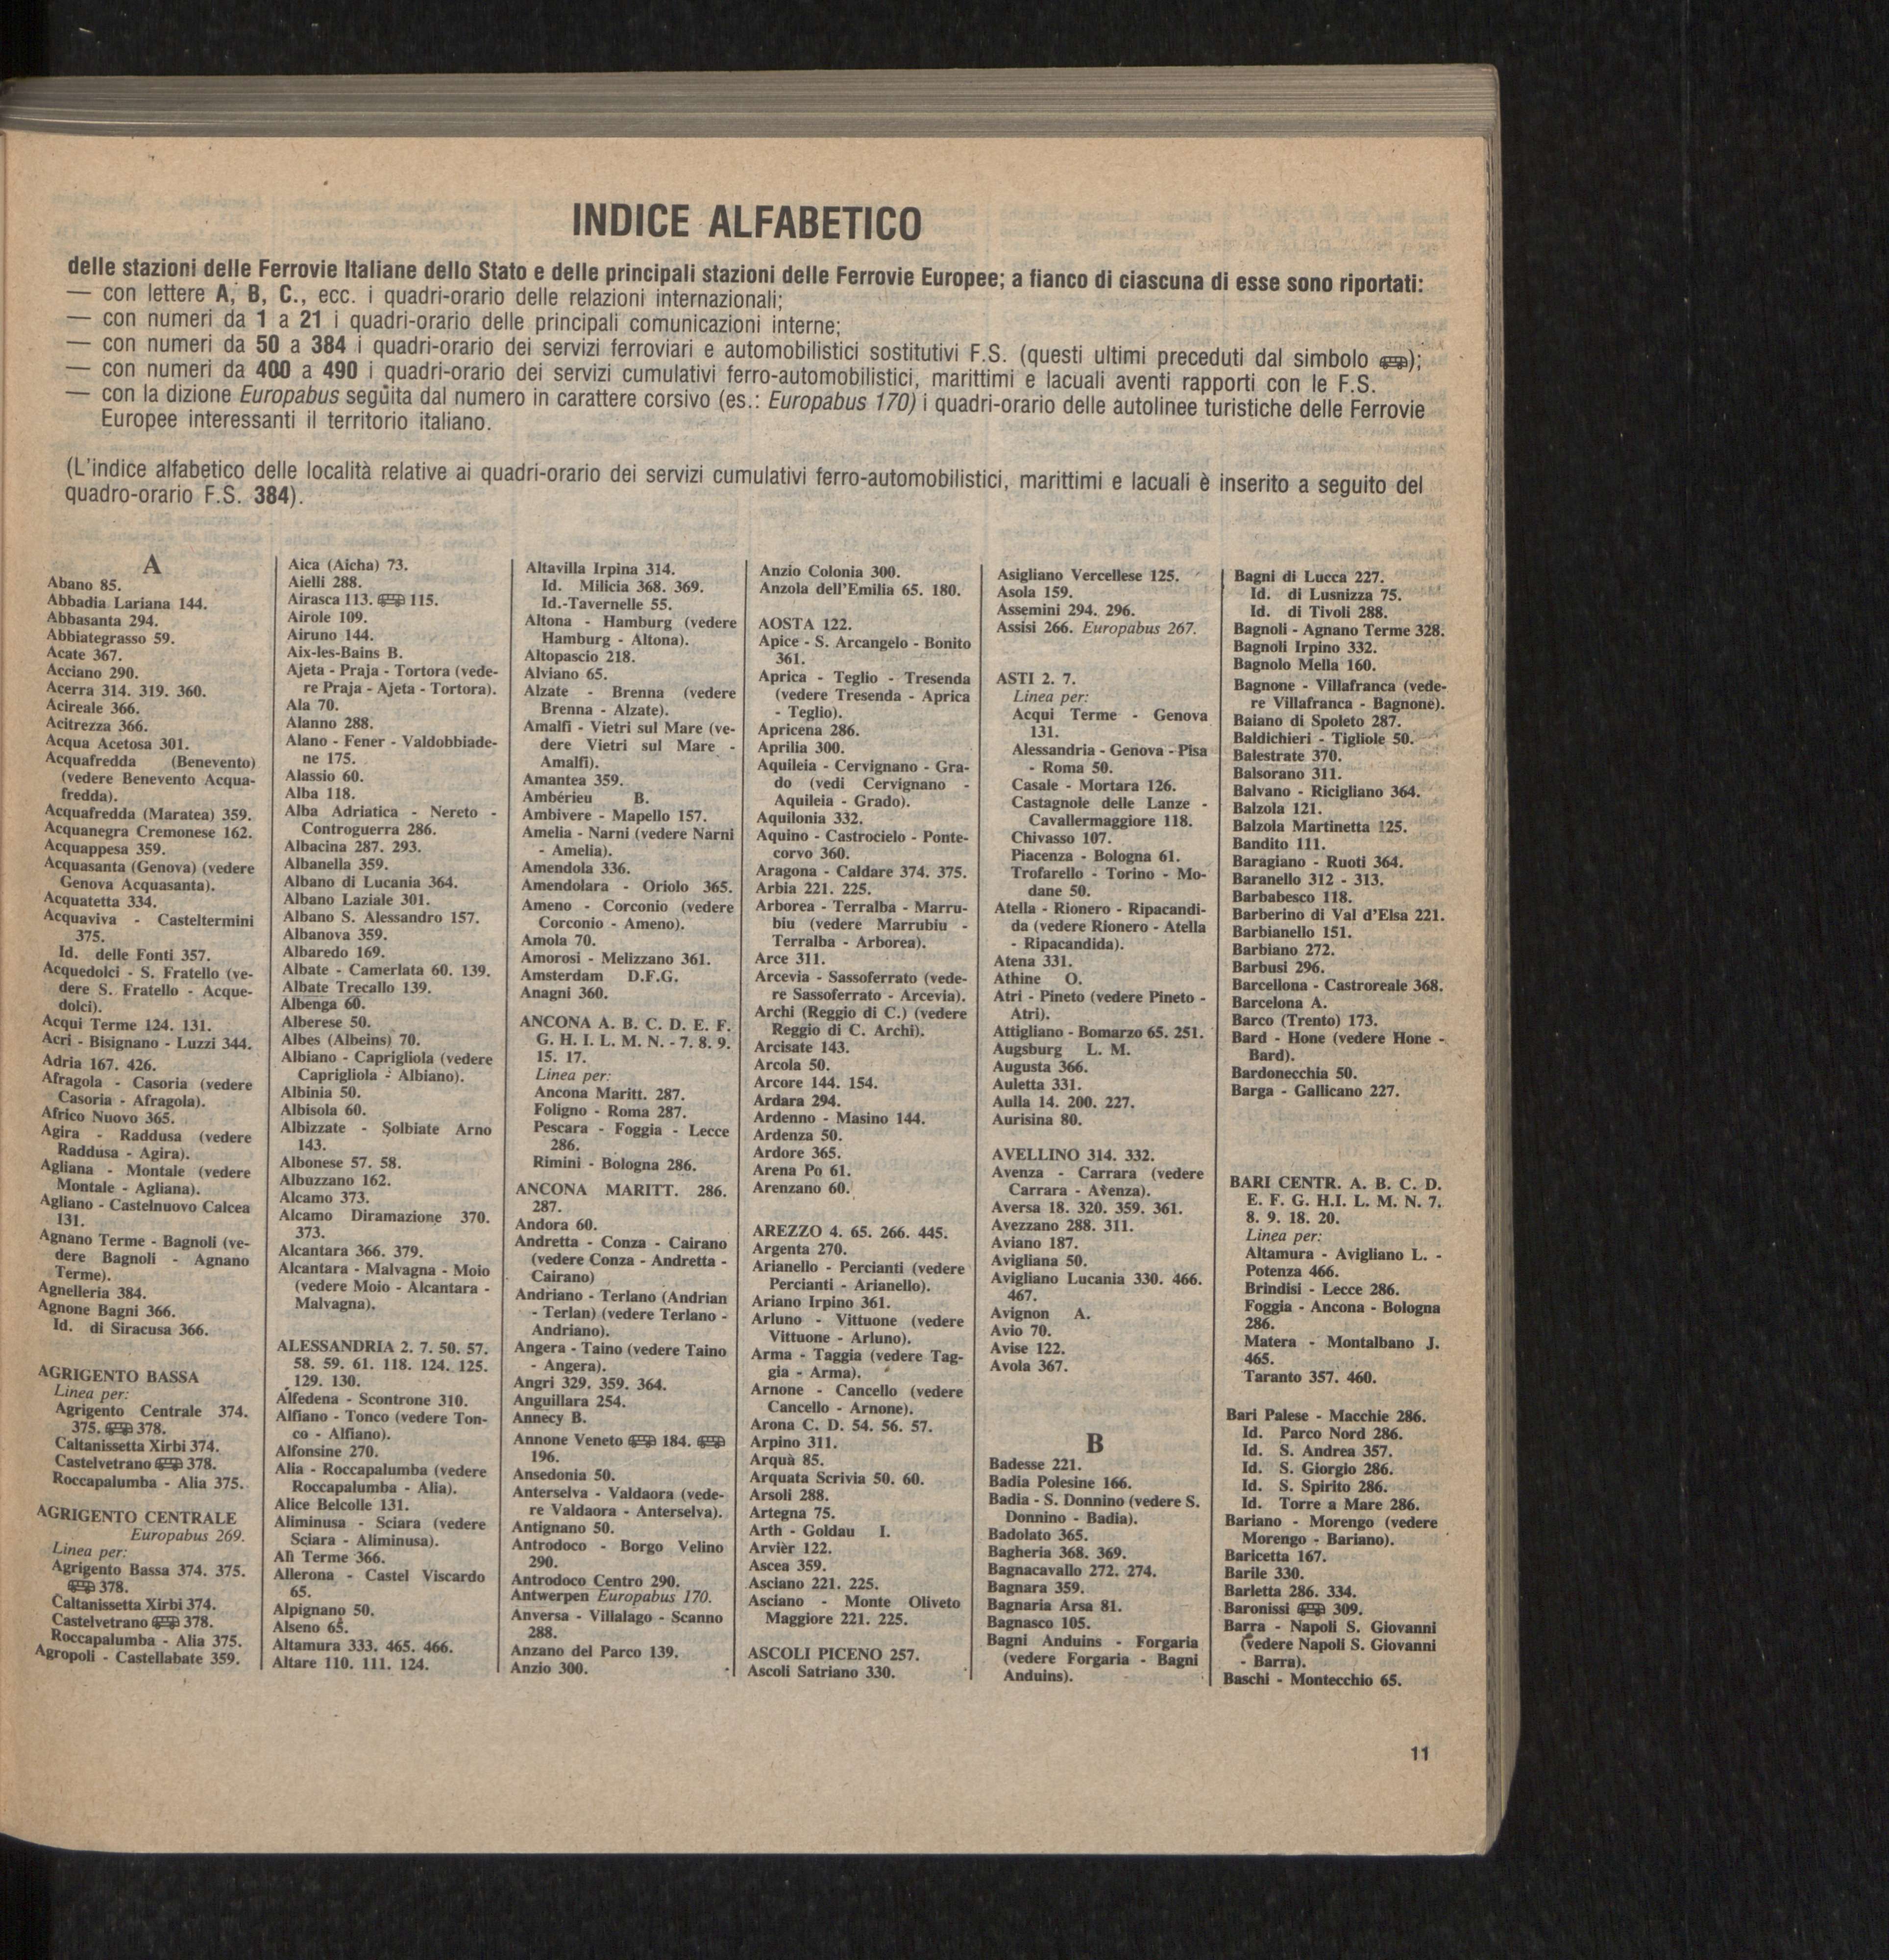 INDICE ALFABETICO
delle stazioni delle Ferrovie Italiane dello Stato e delle principali stazioni delle Ferrovie Europee; a fianco di ciascuna di esse sono riportati:
— con lettere A, B, C., ecc. i quadri-orario delle relazioni internazionali;
— con numeri da 1 a 21 i quadri-orario delle principali comunicazioni interne;
— con numeri da 50 a 384 i quadri-orario dei servizi ferroviari e automobilistici sostitutivi F.S. (questi ultimi preceduti dal simbolo );
— con numeri da 400 a 490 i quadri-orario dei servizi cumulativi ferro-automobilistici, marittimi e lacuali aventi rapporti con le F.S.
— con la dizione Europabus seguita dal numero in carattere corsivo (es.: Europabus 170) i quadri-orario delle autolinee turistiche delle Ferrovie
Europee interessanti il territorio italiano.
(L'indice alfabetico delle località relative ai quadri-orario dei servizi cumulativi ferro-automobilistici, marittimi e lacuali è inserito a seguito del
quadro-orario F.S. 384).
A
Abano 85.
Abbadia Lariana 144.
Abbasanta 294.
Abbiategrasso 59.
Acate 367.
Acciano 290.
Acerra 314. 319. 360.
Acireale 366.
Acitrezza 366.
Acqua Acetosa 301.
Acquafredda (Benevento)
(vedere Benevento Acqua-
fredda).
Acquafredda (Maratea) 359.
Acquanegra Cremonese 162.
Acquappesa 359.
Acquasanta (Genova) (vedere
Genova Acquasanta).
Acquatetta 334.
Acquaviva - Casteltermini
375.
Id. delle Fonti 357.
Acquedolci - S. Fratello (ve-
dere S. Fratello - Acque-
dolci).
Acqui Terme 124. 131.
Acri - Bisignano - Luzzi 344.
Adria 167. 426.
Afragola - Casoria (vedere
Casoria - Afragola).
Africo Nuovo 365.
Agira - Raddusa (vedere
Raddusa - Agira).
Agliana - Montale (vedere
Montale - Agliana).
Agliano - Castelnuovo Calcea
131.
Agnano Terme - Bagnoli (ve-
dere Bagnoli - Agnano
Terme).
Agnelleria 384.
Agnone Bagni 366.
Id. di Siracusa 366.
AGRIGENTO BASSA
Linea per:
Agrigento Centrale 374.
375. 378.
Caltanissetta Xirbi 374.
Castelvetrano 378.
Roccapalumba - Alia 375.
AGRIGENTO CENTRALE
Europabus 269.
Linea per:
Agrigento Bassa 374. 375.
378.
Caltanissetta Xirbi 374.
Castelvetrano 378.
Roccapalumba - Alia 375.
Agropoli - Castellabate 359.
Aica (Aicha) 73.
Aielli 288.
Airasca 113. 115.
Airole 109.
Airuno 144.
Aix-les-Bains B.
Ajeta - Praja - Tortora (vede-
re Praja - Ajeta - Tortora).
Ala 70.
Alanno 288.
Alano - Fener - Valdobbiade-
ne 175.
Alassio 60.
Alba 118.
Alba Adriatica - Nereto -
Controguerra 286.
Albacina 287. 293.
Albanella 359.
Albano di Lucania 364.
Albano Laziale 301.
Albano S. Alessandro 157.
Albanova 359.
Albaredo 169.
Albate - Camerlata 60. 139.
Albate Trecallo 139.
Albenga 60.
Alberese 50.
Albes (Albeins) 70.
Albiano - Caprigliola (vedere
Caprigliola - Albiano).
Albinia 50.
Albisola 60.
Albizzate - Solbiate Arno
143.
Albonese 57. 58.
Albuzzano 162.
Alcamo 373.
Alcamo Diramazione 370.
373.
Alcantara 366. 379.
Alcantara - Malvagna - Moio
(vedere Moio - Alcantara -
Malvagna).
ALESSANDRIA 2. 7. 50. 57.
58. 59. 61. 118. 124. 125.
129. 130.
Alfedena - Scontrone 310.
Alfiano - Tonco (vedere Ton-
co - Alfiano).
Alfonsine 270.
Alia - Roccapalumba (vedere
Roccapalumba - Alia).
Alice Belcolle 131.
Aliminusa - Sciara (vedere
Sciara - Aliminusa).
Alì Terme 366.
Allerona - Castel Viscardo
65.
Alpignano 50.
Alseno 65.
Altamura 333. 465. 466.
Altare 110. 111. 124.
Altavilla Irpina 314.
Id. Milicia 368. 369.
Id.-Tavernelle 55.
Altona - Hamburg (vedere
Hamburg - Altona).
Altopascio 218.
Alviano 65.
Alzate - Brenna (vedere
Brenna - Alzate).
Amalfi - Vietri sul Mare (ve-
dere Vietri sul Mare -
Amalfi).
Amantea 359.
Ambérieu B.
Ambivere - Mapello 157.
Amelia - Narni (vedere Narni
- Amelia).
Amendola 336.
Amendolara - Oriolo 365.
Ameno - Corconio (vedere
Corconio - Ameno).
Amola 70.
Amorosi - Melizzano 361.
Amsterdam D.F.G.
Anagni 360.
ANCONA A. B. C. D. E. F.
G. H. I. L. M. N. - 7. 8. 9.
15. 17.
Linea per:
Ancona Maritt. 287.
Foligno - Roma 287.
Pescara - Foggia - Lecce
286.
Rimini - Bologna 286.
ANCONA MARITT. 286.
287.
Andora 60.
Andretta - Conza - Cairano
(vedere Conza - Andretta -
Cairano)
Andriano - Terlano (Andrian
- Terlan) (vedere Terlano -
Andriano).
Angera - Taino (vedere Taino
- Angera).
Angri 329. 359. 364.
Anguillara 254.
Annecy B.
Annone Veneto 184.
196.
Ansedonia 50.
Anterselva - Valdaora (vede-
re Valdaora - Anterselva).
Antignano 50.
Antrodoco - Borgo Velino
290.
Antrodoco Centro 290.
Antwerpen Europabus 170.
Anversa - Villalago - Scanno
288.
Anzano del Parco 139.
Anzio 300.
Anzio Colonia 300.
Anzola dell'Emilia 65. 180.
AOSTA 122.
Apice - S. Arcangelo - Bonito
361.
Aprica - Teglio - Tresenda
(vedere Tresenda - Aprica
- Teglio).
Apricena 286.
Aprilia 300.
Aquileia - Cervignano - Gra-
do (vedi Cervignano -
Aquileia - Grado).
Aquilonia 332.
Aquino - Castrocielo - Ponte-
corvo 360.
Aragona - Caldare 374. 375.
Arbia 221. 225.
Arborea - Terralba - Marru-
biu (vedere Marrubiu -
Terralba - Arborea).
Arce 311.
Arcevia - Sassoferrato (vede-
re Sassoferrato - Arcevia).
Archi (Reggio di C.) (vedere
Reggio di C. Archi).
Arcisate 143.
Arcola 50.
Arcore 144. 154.
Ardara 294.
Ardenno - Masino 144.
Ardenza 50.
Ardore 365.
Arena Po 61.
Arenzano 60.
AREZZO 4. 65. 266. 445.
Argenta 270.
Arianello - Percianti (vedere
Percianti - Arianello).
Ariano Irpino 361.
Arluno - Vittuone (vedere
Vittuone - Arluno).
Arma - Taggia (vedere Tag-
gia - Arma).
Arnone - Cancello (vedere
Cancello - Arnone).
Arona C. D. 54. 56. 57.
Arpino 311.
Arquà 85.
Arquata Scrivia 50. 60.
Arsoli 288.
Artegna 75.
Arth - Goldau I.
Arvièr 122.
Ascea 359.
Asciano 221. 225.
Asciano - Monte Oliveto
Maggiore 221. 225.
ASCOLI PICENO 257.
Ascoli Satriano 330.
Asigliano Vercellese 125.
Asola 159.
Assemini 294. 296.
Assisi 266. Europabus 267.
ASTI 2. 7.
Linea per:
Acqui Terme - Genova
131.
Alessandria - Genova - Pisa
- Roma 50.
Casale - Mortara 126.
Castagnole delle Lanze -
Cavallermaggiore 118.
Chivasso 107.
Piacenza - Bologna 61.
Trofarello - Torino - Mo-
dane 50.
Atella - Rionero - Ripacandi-
da (vedere Rionero - Atella
- Ripacandida).
Atena 331.
Athine O.
Atri - Pineto (vedere Pineto -
Atri).
Attigliano - Bomarzo 65. 251.
Augsburg L. M.
Augusta 366.
Auletta 331.
Aulla 14. 200. 227.
Aurisina 80.
AVELLINO 314. 332.
Avenza - Carrara (vedere
Carrara - Avenza).
Aversa 18. 320. 359. 361.
Avezzano 288. 311.
Aviano 187.
Avigliana 50.
Avigliano Lucania 330. 466.
467.
Avignon A.
Avio 70.
Avise 122.
Avola 367.
B
Badesse 221.
Badia Polesine 166.
Badia - S. Donnino (vedere S.
Donnino - Badia).
Badolato 365.
Bagheria 368. 369.
Bagnacavallo 272. 274.
Bagnara 359.
Bagnaria Arsa 81.
Bagnasco 105.
Bagni Anduins - Forgaria
(vedere Forgaria - Bagni
Anduins).
Bagni di Lucca 227.
Id. di Lusnizza 75.
Id. di Tivoli 288.
Bagnoli - Agnano Terme 328.
Bagnoli Irpino 332.
Bagnolo Mella 160.
Bagnone - Villafranca (vede-
re Villafranca - Bagnone).
Baiano di Spoleto 287.
Baldichieri - Tigliole 50.
Balestrate 370.
Balsorano 311.
Balvano - Ricigliano 364.
Balzola 121.
Balzola Martinetta 125.
Bandito 111.
Baragiano - Ruoti 364.
Baranello 312 - 313.
Barbabesco 118.
Barberino di Val d'Elsa 221.
Barbianello 151.
Barbiano 272.
Barbusi 296.
Barcellona - Castroreale 368.
Barcelona A.
Barco (Trento) 173.
Bard - Hone (vedere Hone -
Bard).
Bardonecchia 50.
Barga - Gallicano 227.
BARI CENTR. A. B. C. D.
E. F. G. H.I. L. M. N. 7.
8. 9. 18. 20.
Linea per:
Altamura - Avigliano L. -
Potenza 466.
Brindisi - Lecce 286.
Foggia - Ancona - Bologna
286.
Matera - Montalbano J.
465.
Taranto 357. 460.
Bari Palese - Macchie 286.
Id. Parco Nord 286.
Id. S. Andrea 357.
Id. S. Giorgio 286.
Id. S. Spirito 286.
Id. Torre a Mare 286.
Bariano - Morengo (vedere
Morengo - Bariano).
Baricetta 167.
Barile 330.
Barletta 286. 334.
Baronissi 309.
Barra - Napoli S. Giovanni
(vedere Napoli S. Giovanni
- Barra).
Baschi - Montecchio 65.
11